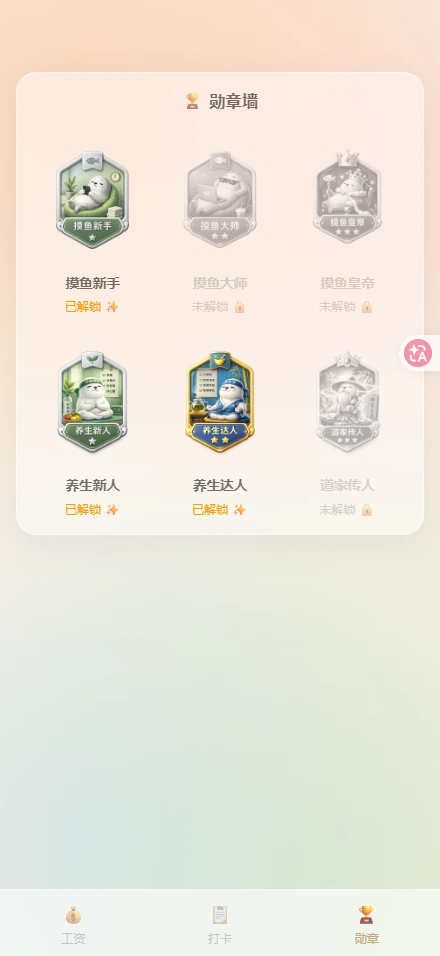 🏆 勋章墙
摸鱼新手
摸鱼大师
摸鱼皇帝
摸鱼新手
摸鱼大师
摸鱼皇帝
已解锁 ✨
未解锁 🔒
未解锁 🔒
养生新人
养生达人
道家传人
养生新人
养生达人
道家传人
已解锁 ✨
已解锁 ✨
未解锁 🔒
A
工资
打卡
勋章